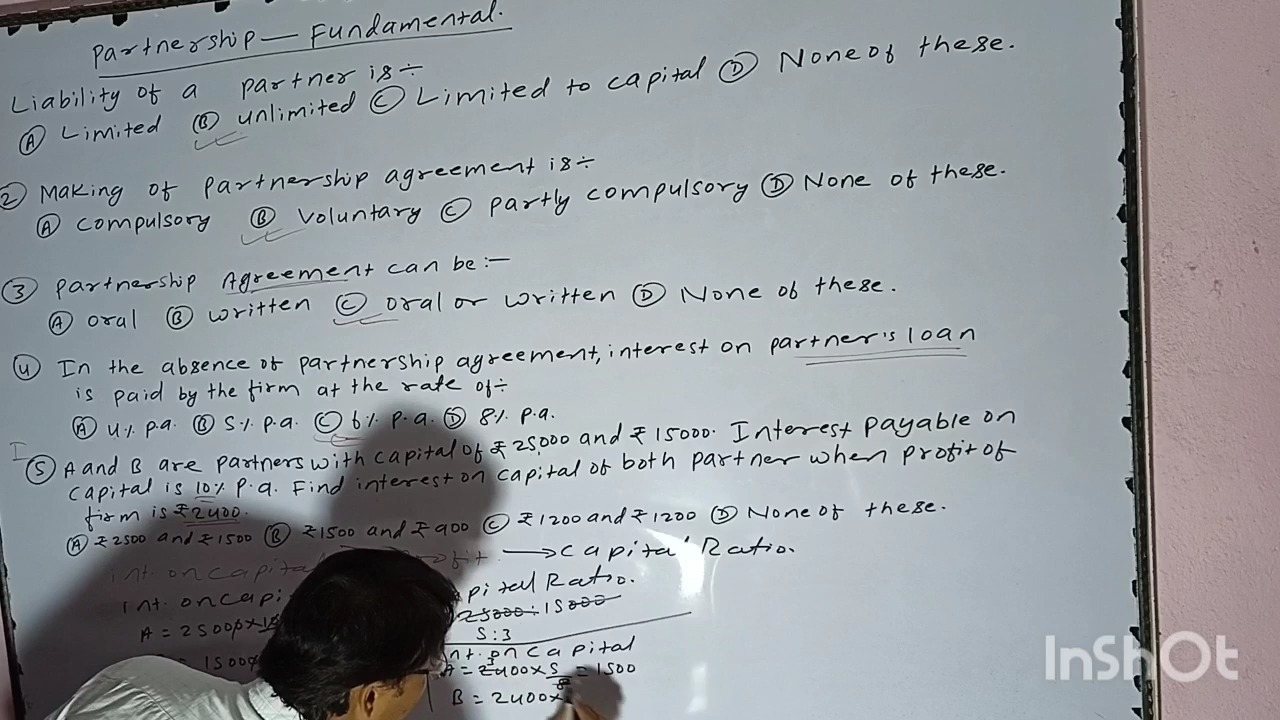 Partnership — Fundamental.
Liability of a partner is ÷
(A) Limited (B) unlimited (C) Limited to capital (D) None of these.
(2) Making of partnership agreement is ÷
(A) compulsory (B) voluntary (C) partly compulsory (D) None of these.
(3) partnership Agreement can be :-
(A) oral (B) written (C) oral or written (D) None of these.
(4) In the absence of partnership agreement, interest on partner's loan
is paid by the firm at the rate of ÷
(A) 4% p.a. (B) 5% p.a. (C) 6% p.a. (D) 8% p.a.
(5) A and B are partners with capital of ₹ 25,000 and ₹ 15000. Interest payable on
capital is 10% p.a. Find interest on capital of both partner when profit of
firm is ₹2400.
(A) ₹2500 and ₹1500 (B) ₹1500 and ₹900 (C) ₹1200 and ₹1200 (D) None of these.
int. on capital → capital Ratio.
int. on capi pital Ratio.
25000 : 15000
A = 25000 × 5 : 3
1500 nt. on capital
A = 2400 × 5/8 = 1500
B = 2400 ×
InShOt